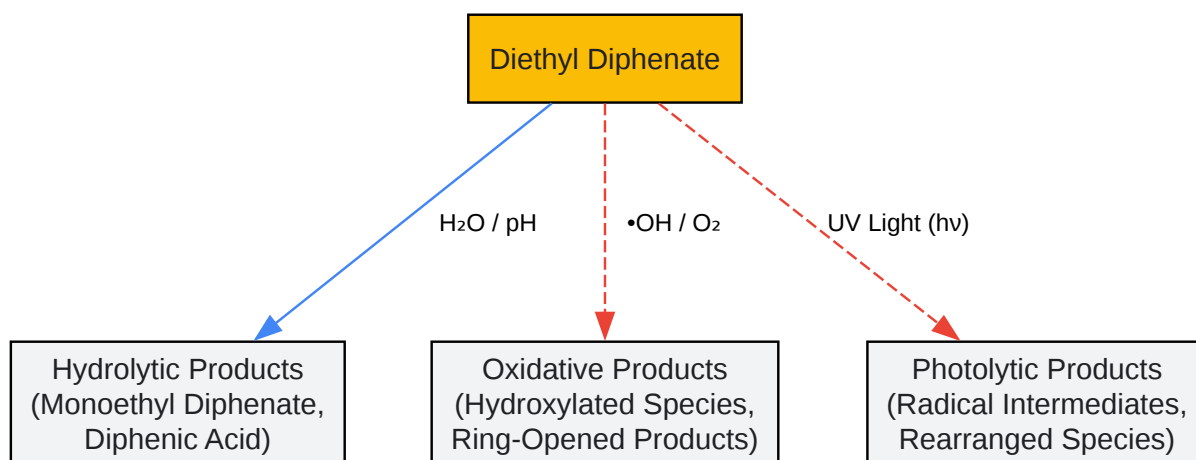 Diethyl Diphenate
H₂O / pH
•OH / O₂
UV Light (hν)
Hydrolytic Products
(Monoethyl Diphenate,
Diphenic Acid)
Oxidative Products
(Hydroxylated Species,
Ring-Opened Products)
Photolytic Products
(Radical Intermediates,
Rearranged Species)